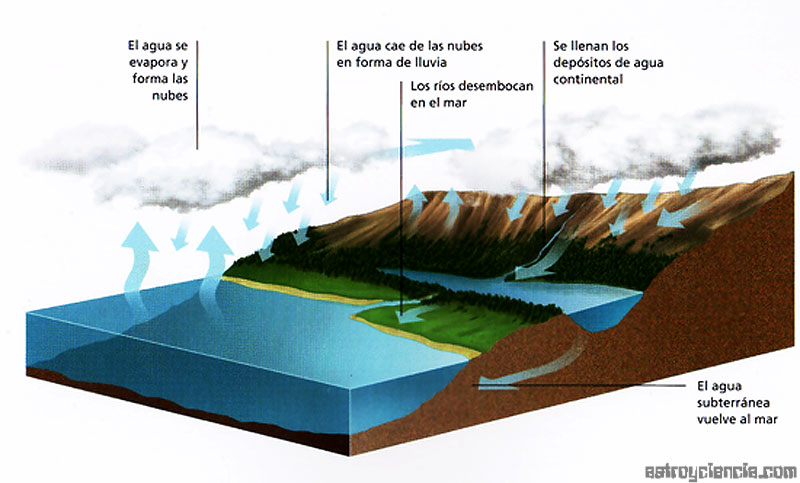 El agua se
evapora y
forma las
nubes
El agua cae de las nubes
en forma de lluvia
Los ríos desembocan
en el mar
Se llenan los
depósitos de agua
continental
El agua
subterránea
vuelve al mar
astroyciencia.com